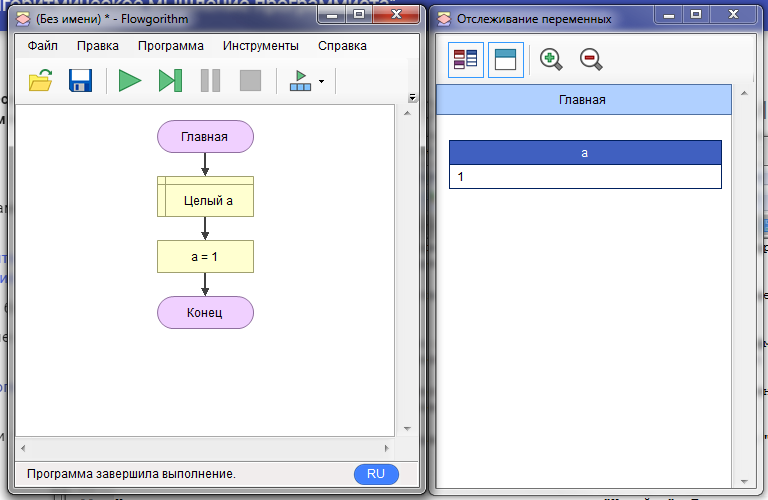 (Без имени) * - Flowgorithm
Файл Правка Программа Инструменты Справка
Главная
Целый a
a = 1
Конец
Программа завершила выполнение.
RU
Отслеживание переменных
Главная
a
1